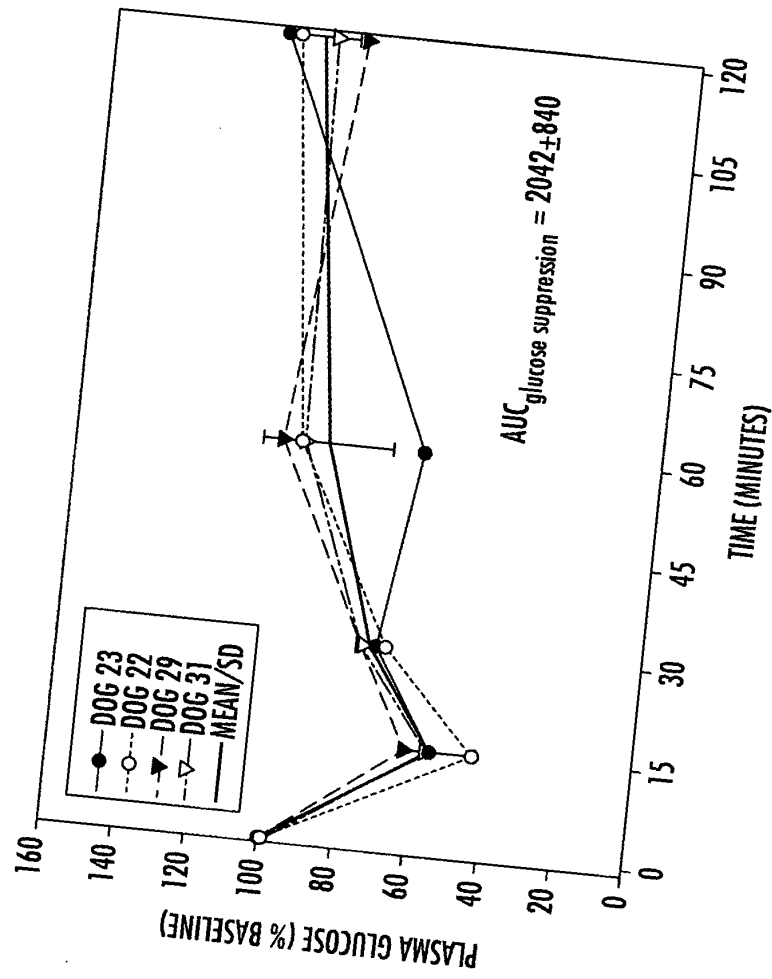 DOG 23
DOG 22
DOG 29
DOG 31
MEAN/SD
160
140
120
100
80
60
40
20
0
PLASMA GLUCOSE (% BASELINE)
AUCglucose suppression = 2042±840
0
15
30
45
60
75
90
105
120
TIME (MINUTES)